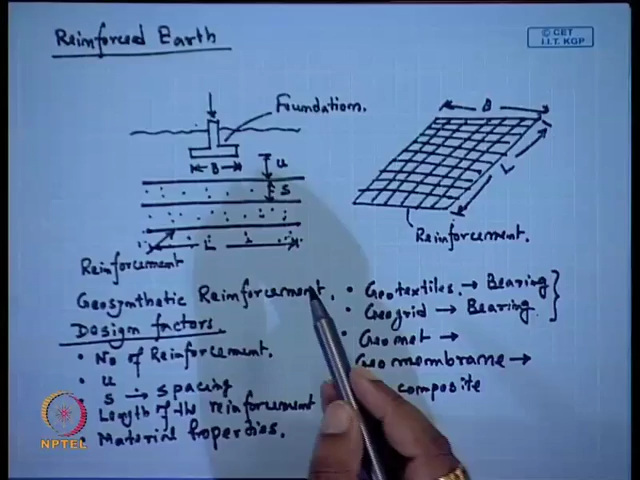 Reinforced Earth
© CET
I.I.T. KGP
Foundation.
B
u
S
L
Reinforcement
B
L
Reinforcement.
Geosynthetic Reinforcement.
Design factors.
• No of Reinforcement.
• u
• S → spacing
• Length of the reinforcement
• Material Properties.
• Geotextiles. → Bearing
• Geogrid → Bearing
• Geonet →
Geomembrane →
composite
NPTEL